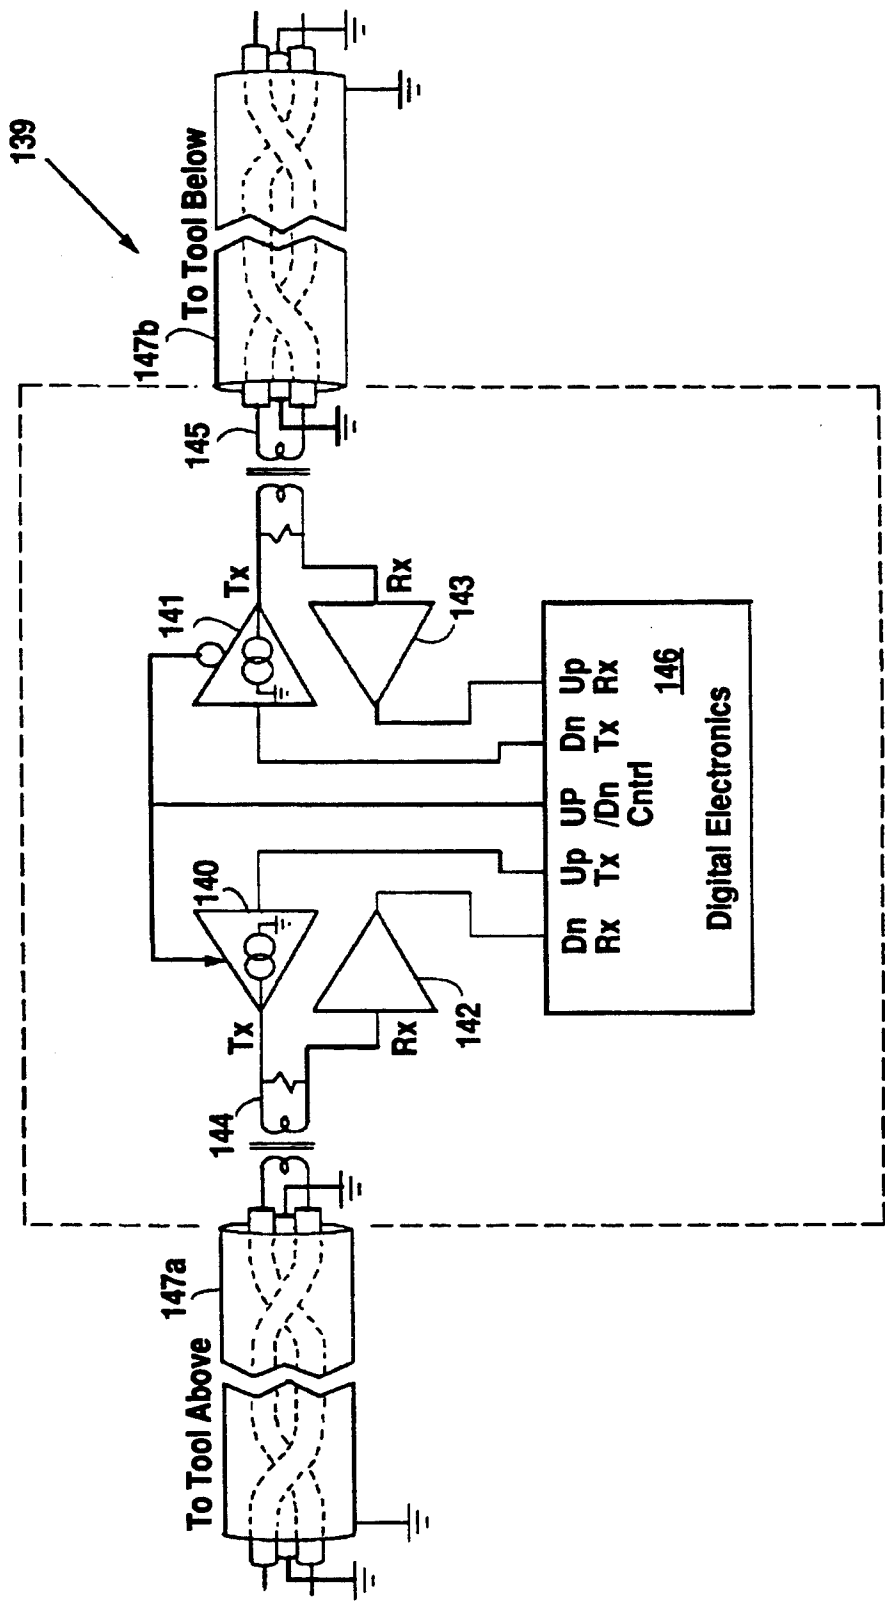 139
To Tool Above
147a
144
Tx
Rx
142
140
141
Tx
Rx
143
145
147b
To Tool Below
Dn Up UP Dn Up
Rx Tx /Dn Tx Rx
Cntrl
146
Digital Electronics